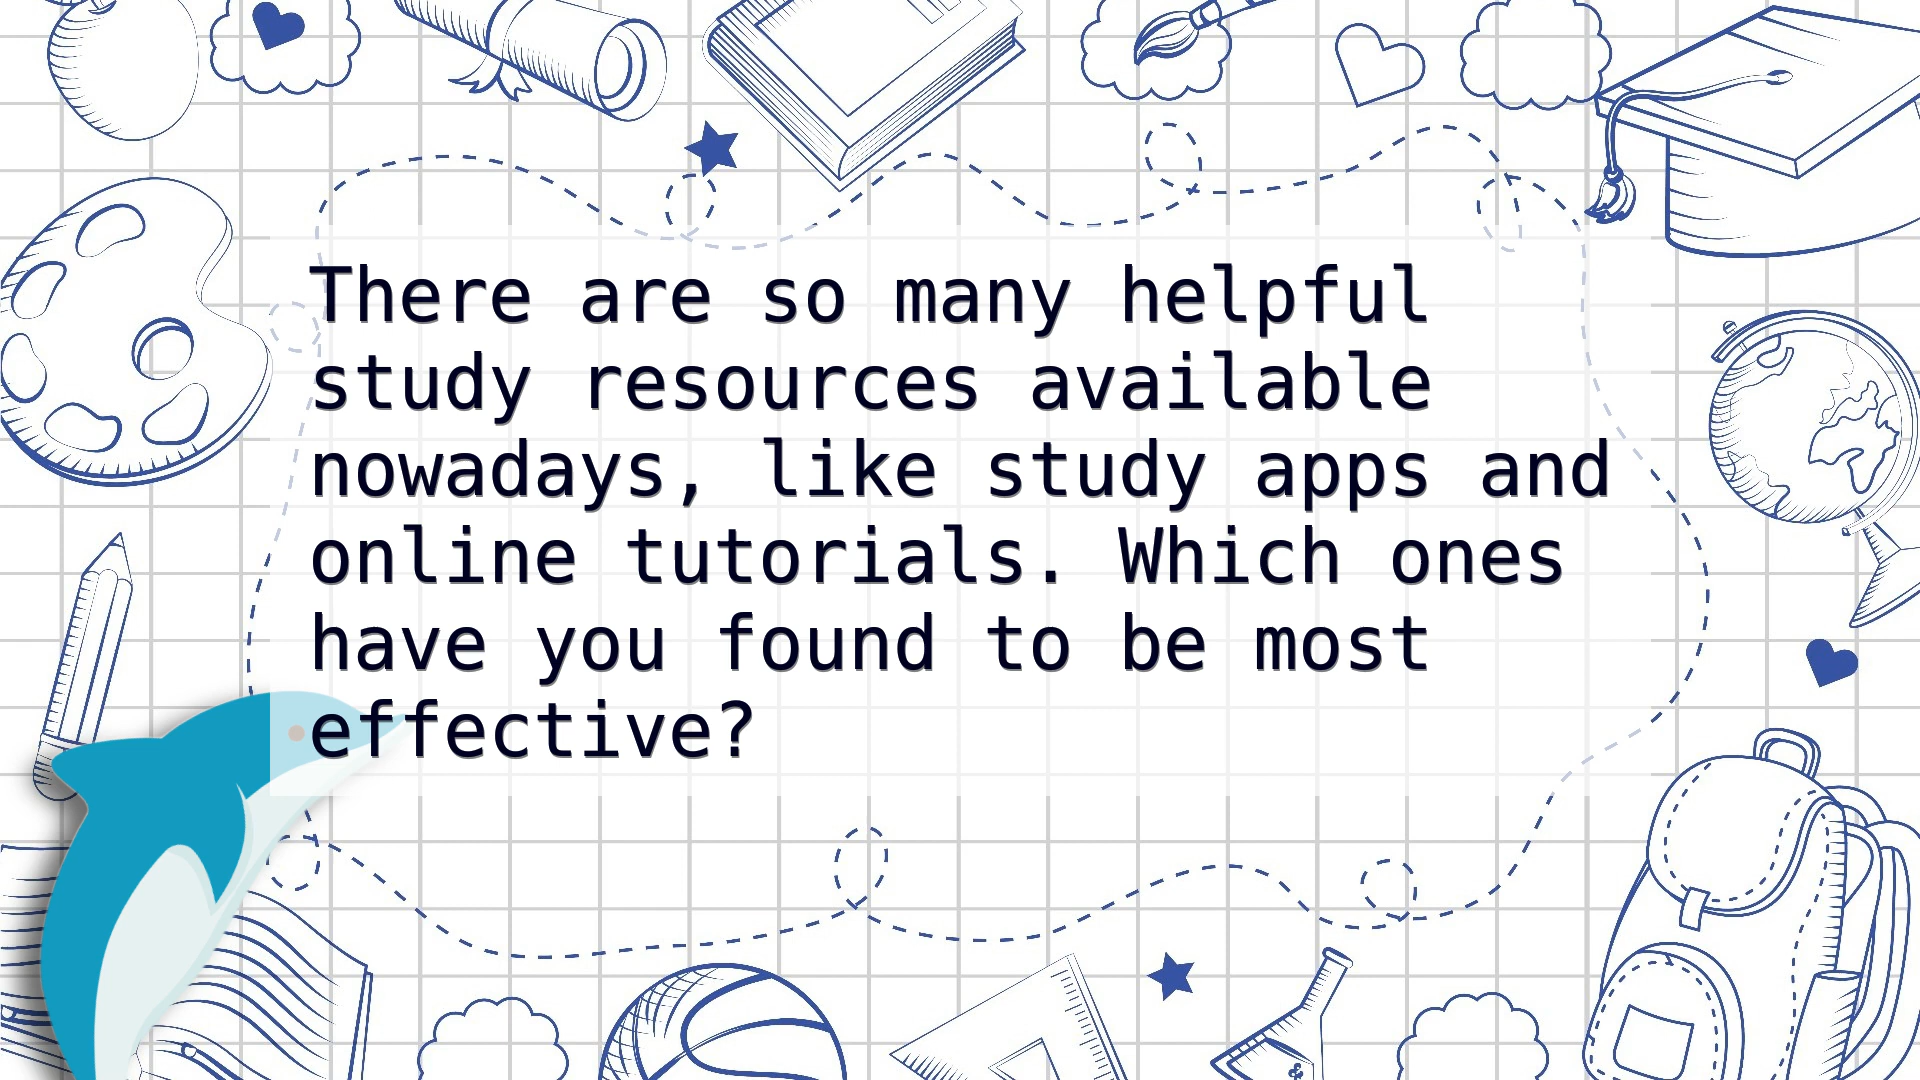 There are so many helpful
study resources available
nowadays, like study apps and
online tutorials. Which ones
have you found to be most
effective?